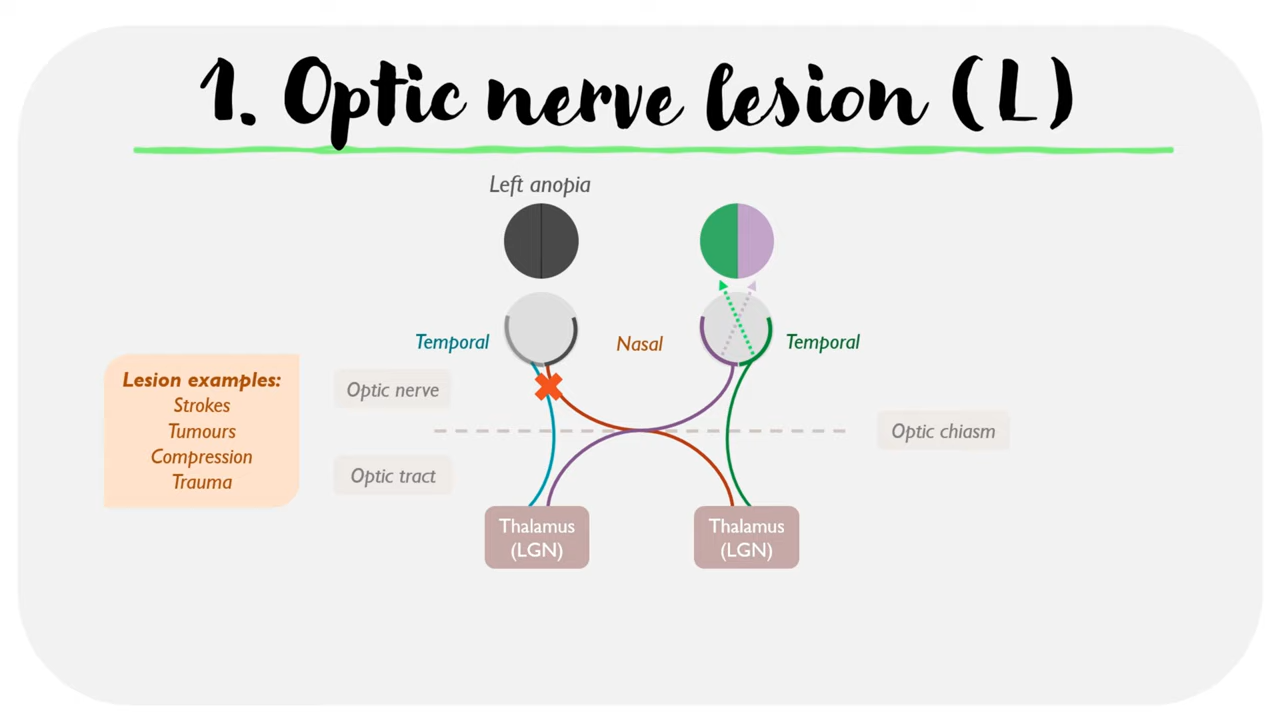 1. Optic nerve lesion (L)
Left anopia
Temporal
Nasal
Temporal
Lesion examples:
Strokes
Tumours
Compression
Trauma
Optic nerve
Optic chiasm
Optic tract
Thalamus
(LGN)
Thalamus
(LGN)